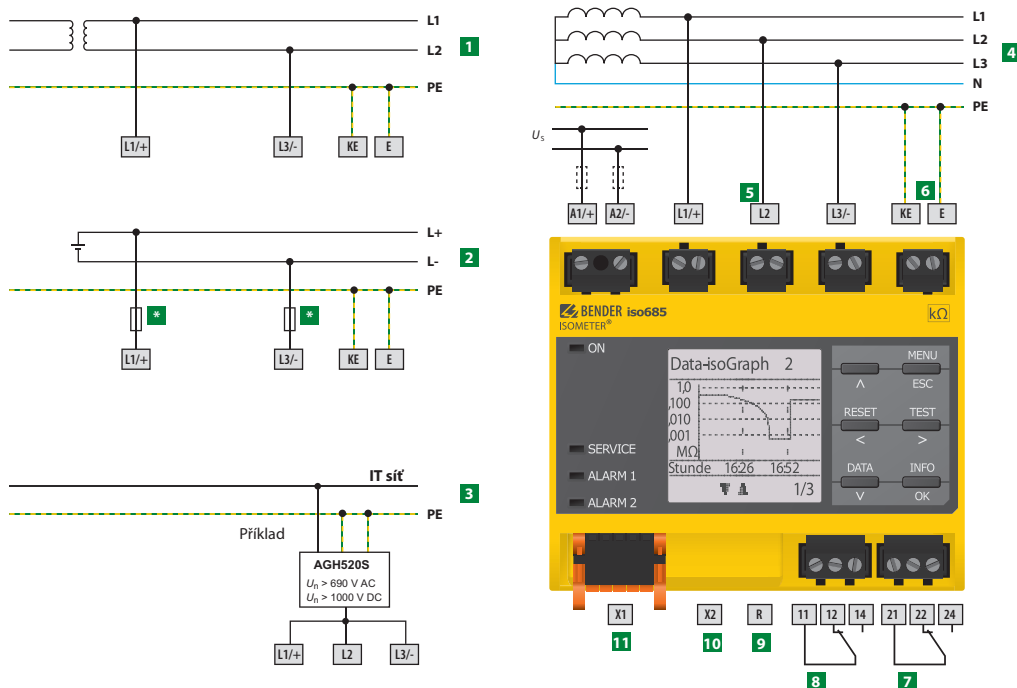 L1
L2
1
PE
L1/+ L3/- KE E
L+
L-
2
PE
* *
L1/+ L3/- KE E
IT síť
3
PE
Příklad
AGH520S
Un > 690 V AC
Un > 1000 V DC
L1/+ L2 L3/-
L1
L2
L3
4
N
PE
Us
5
6
A1/+ A2/- L1/+ L2 L3/- KE E
BENDER iso685
ISOMETER®
kΩ
ON
SERVICE
ALARM 1
ALARM 2
Data-isoGraph 2
1,0
,100
,010
,001
MΩ
Stunde 16:26 16:52
1/3
MENU
Λ ESC
RESET TEST
< >
DATA INFO
V OK
X1 X2 R 11 12 14 21 22 24
11 10 9
8 7